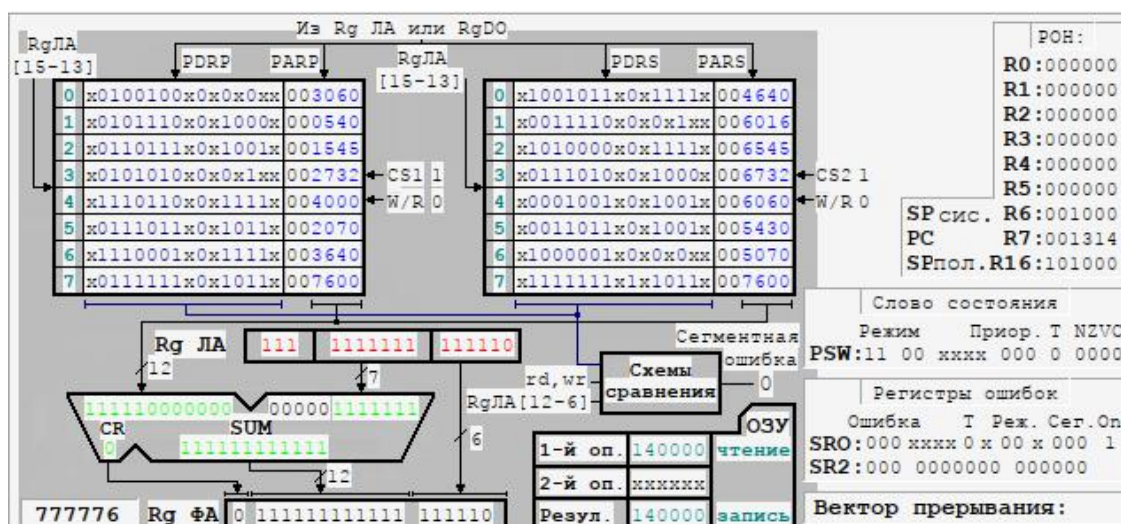 Из Rg ЛА или RgDO
RgЛА
[15-13]
PDRP PARP
0 x0100100x0x0x0xx 003060
1 x0101110x0x1000x 000540
2 x0110111x0x1001x 001545
3 x0101010x0x0x1xx 002732
4 x1110110x0x1111x 004000
5 x0111011x0x1011x 002070
6 x1110001x0x1111x 003640
7 x0111111x0x1011x 007600
CS1 1
W/R 0
RgЛА
[15-13]
PDRS PARS
0 x1001011x0x1111x 004640
1 x0011110x0x0x1xx 006016
2 x1010000x0x1111x 006545
3 x0111010x0x1000x 006732
4 x0001001x0x1001x 006060
5 x0011011x0x1001x 005430
6 x1000001x0x0x0xx 005070
7 x1111111x1x1011x 007600
CS2 1
W/R 0
РОН:
R0:000000
R1:000000
R2:000000
R3:000000
R4:000000
R5:000000
SP сис. R6:001000
PC R7:001314
SPпол.R16:101000
Слово состояния
Режим Приор. T NZVC
PSW:11 00 xxxx 000 0 0000
Регистры ошибок
Ошибка T Реж. Сег.On
SR0:000 xxxx 0 x 00 x 000 1
SR2:000 0000000 000000
Вектор прерывания:
Rg ЛА 111 1111111 111110
12
7
6
111110000000 00000 1111111
CR SUM
0 111111111111
12
777776 Rg ФА 0 111111111111 111110
Сегментная
ошибка
rd,wr
RgЛА[12-6]
Схемы
сравнения
0
ОЗУ
1-й оп. 140000 чтение
2-й оп. xxxxxx
Резул. 140000 запись